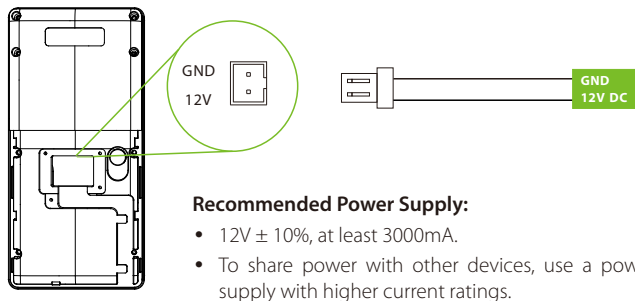 GND
12V
GND
12V DC
Recommended Power Supply:
• 12V ± 10%, at least 3000mA.
• To share power with other devices, use a
supply with higher current ratings.